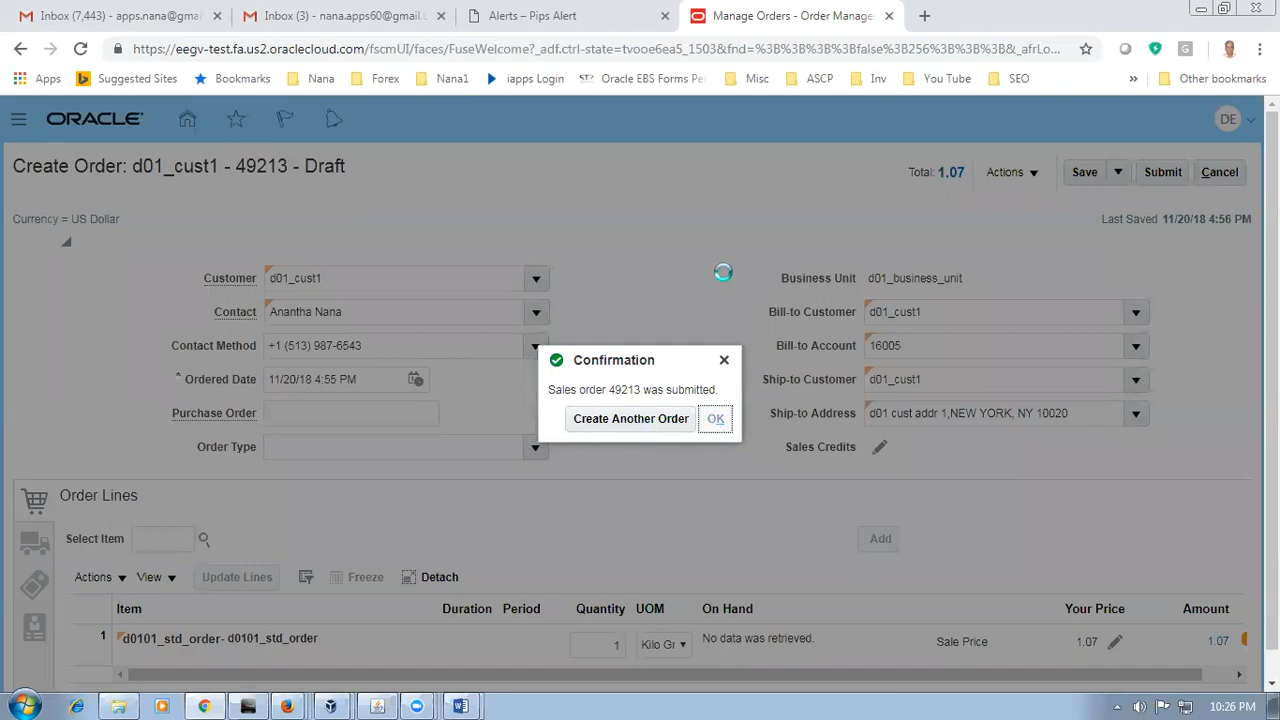 Inbox (7,443) - apps.nana@gmail
Inbox (3) - nana.apps60@gmail.c
Alerts – Pips Alert
Manage Orders - Order Manage
https://eegv-test.fa.us2.oraclecloud.com/fscmUI/faces/FuseWelcome?_adf.ctrl-state=tvooe6ea5_1503&fnd=%3B%3B%3B%3Bfalse%3B256%3B%3B%3B&_afrLo...
Apps
Suggested Sites
Bookmarks
Nana
Forex
Nana1
iapps Login
Oracle EBS Forms Pe
Misc
ASCP
Inv
You Tube
SEO
»
Other bookmarks
ORACLE
DE
Create Order: d01_cust1 - 49213 - Draft
Total: 1.07
Actions
Save
Submit
Cancel
Currency = US Dollar
Last Saved 11/20/18 4:56 PM
Customer d01_cust1
Business Unit d01_business_unit
Contact Anantha Nana
Bill-to Customer d01_cust1
Contact Method +1 (513) 987-6543
Bill-to Account 16005
* Ordered Date 11/20/18 4:55 PM
Ship-to Customer d01_cust1
Purchase Order
Ship-to Address d01 cust addr 1,NEW YORK, NY 10020
Order Type
Sales Credits
Confirmation
Sales order 49213 was submitted.
Create Another Order
OK
Order Lines
Select Item
Add
Actions
View
Update Lines
Freeze
Detach
Item Duration Period Quantity UOM On Hand Your Price Amount
1 d0101_std_order- d0101_std_order 1 Kilo Gr No data was retrieved. Sale Price 1.07 1.07
10:26 PM